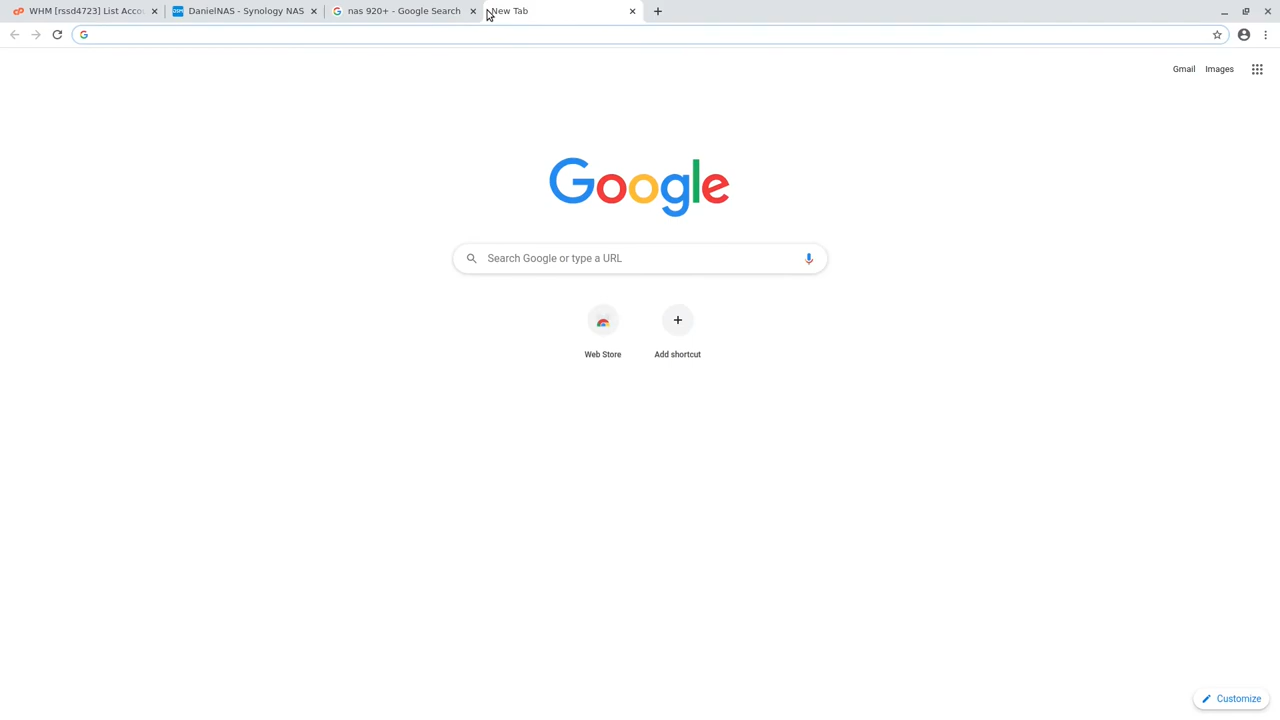 WHM [rssd4723] List Acco
DanielNAS - Synology NAS
nas 920+ - Google Search
New Tab
Gmail
Images
Google
Search Google or type a URL
Web Store
Add shortcut
Customize